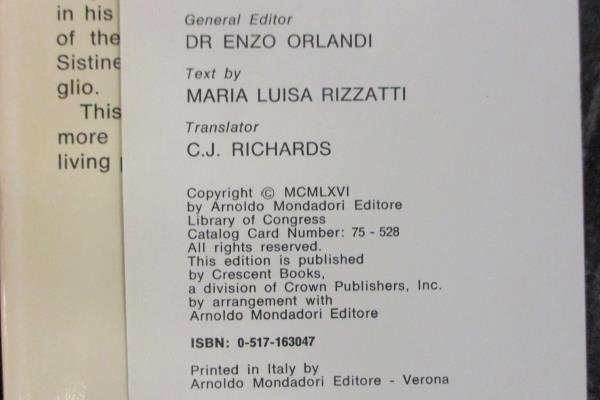 in his
of the
Sistine
glio.
This
more
living
General Editor
DR ENZO ORLANDI
Text by
MARIA LUISA RIZZATTI
Translator
C.J. RICHARDS
Copyright © MCMLXVI
by Arnoldo Mondadori Editore
Library of Congress
Catalog Card Number: 75 - 528
All rights reserved.
This edition is published
by Crescent Books,
a division of Crown Publishers, Inc.
by arrangement with
Arnoldo Mondadori Editore
ISBN: 0-517-163047
Printed in Italy by
Arnoldo Mondadori Editore - Verona